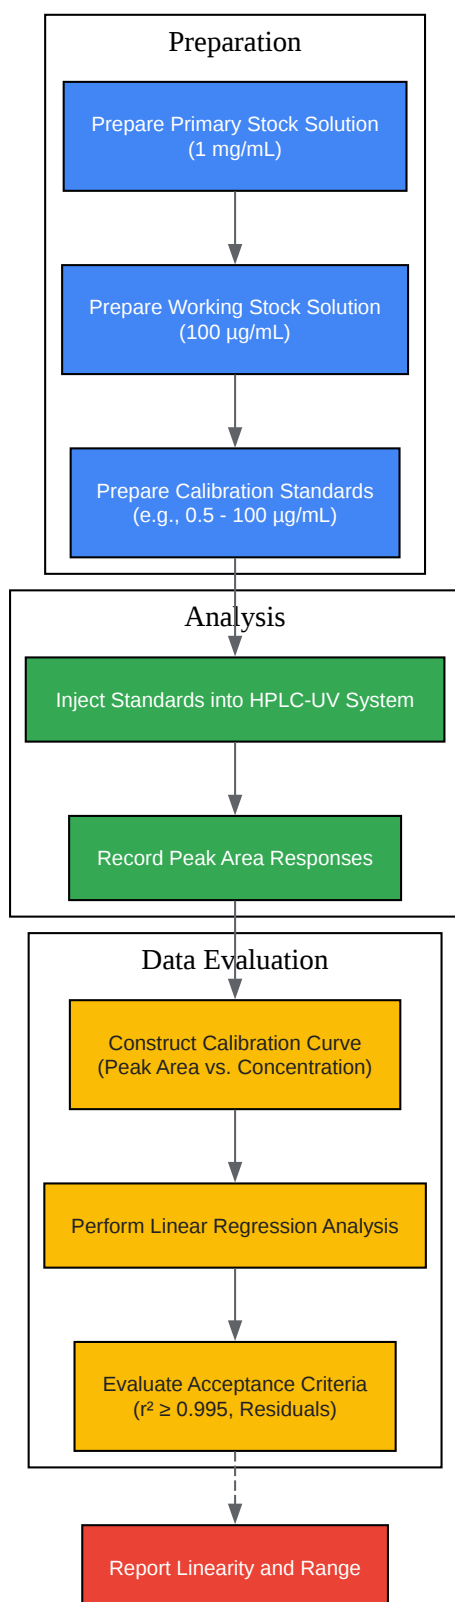 Preparation
Prepare Primary Stock Solution
(1 mg/mL)
Prepare Working Stock Solution
(100 µg/mL)
Prepare Calibration Standards
(e.g., 0.5 - 100 µg/mL)
Analysis
Inject Standards into HPLC-UV System
Record Peak Area Responses
Data Evaluation
Construct Calibration Curve
(Peak Area vs. Concentration)
Perform Linear Regression Analysis
Evaluate Acceptance Criteria
(r² ≥ 0.995, Residuals)
Report Linearity and Range